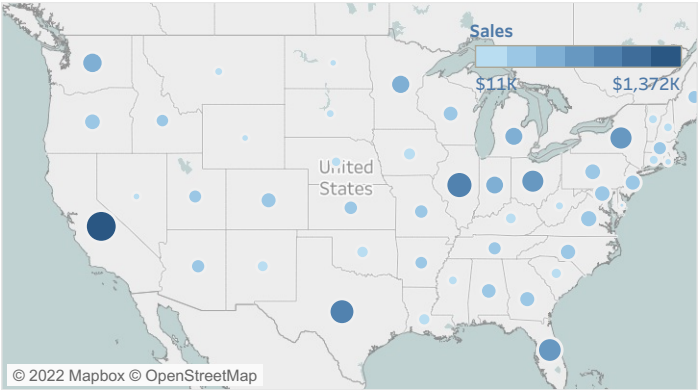 Sales
$11K $1,372K
United
States
© 2022 Mapbox © OpenStreetMap